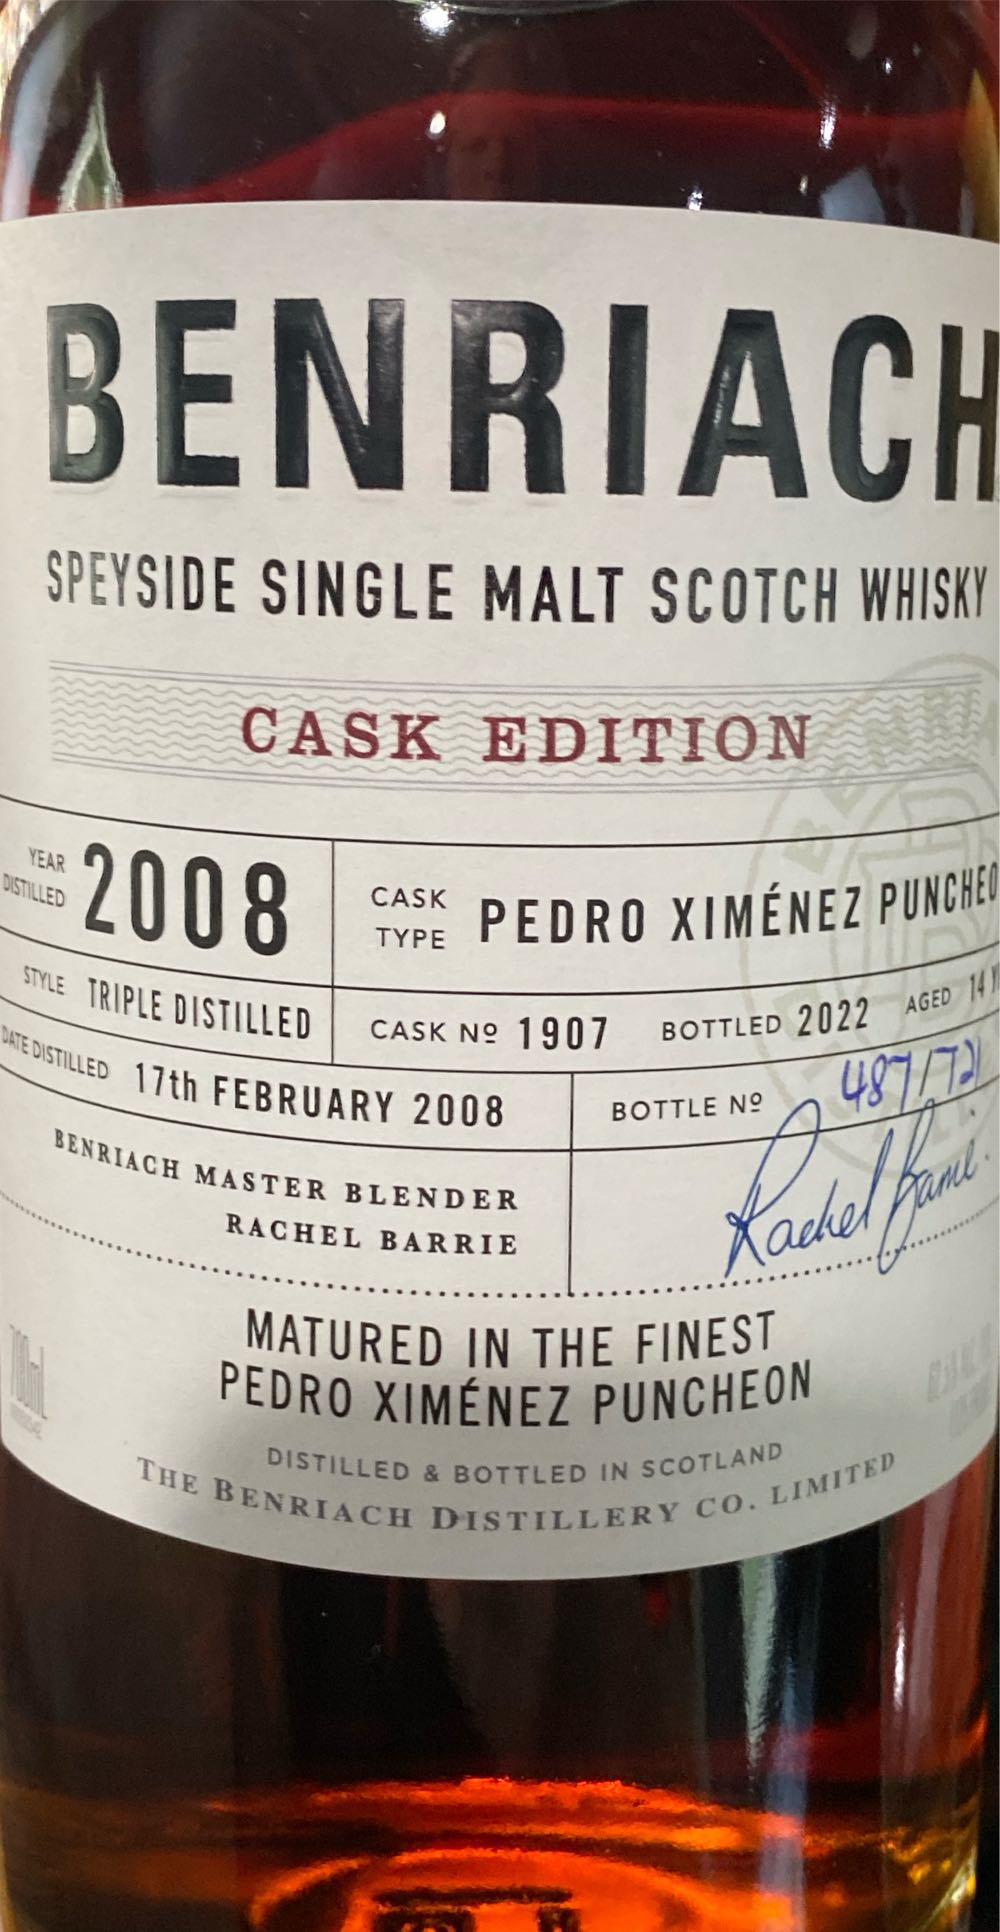 BENRIACH
SPEYSIDE SINGLE MALT SCOTCH WHISKY
CASK EDITION
YEAR DISTILLED 2008
CASK TYPE PEDRO XIMÉNEZ PUNCHEO
STYLE TRIPLE DISTILLED
CASK Nº 1907 BOTTLED 2022 AGED 14 Y
DATE DISTILLED 17th FEBRUARY 2008
BOTTLE Nº 487/721
BENRIACH MASTER BLENDER
RACHEL BARRIE
Rachel Barrie
MATURED IN THE FINEST
PEDRO XIMÉNEZ PUNCHEON
700ml
DISTILLED & BOTTLED IN SCOTLAND
THE BENRIACH DISTILLERY CO. LIMITED